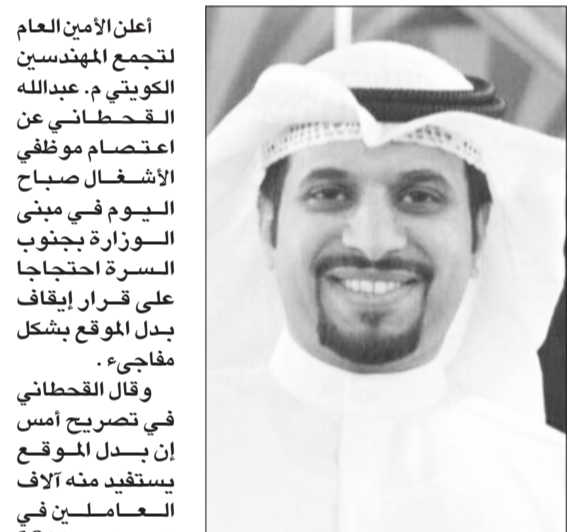 أعلن الأمين العام
لتجمع المهندسين
الكويتي م. عبدالله
القحطاني عن
اعتصام موظفي
الأشغال صباح
اليوم في مبنى
الوزارة بجنوب
السرة احتجاجا
على قرار إيقاف
بدل الموقع بشكل
مفاجىء .
وقال القحطاني
في تصريح أمس
إن بدل الموقع
يستفيد منه آلاف
العاملين في